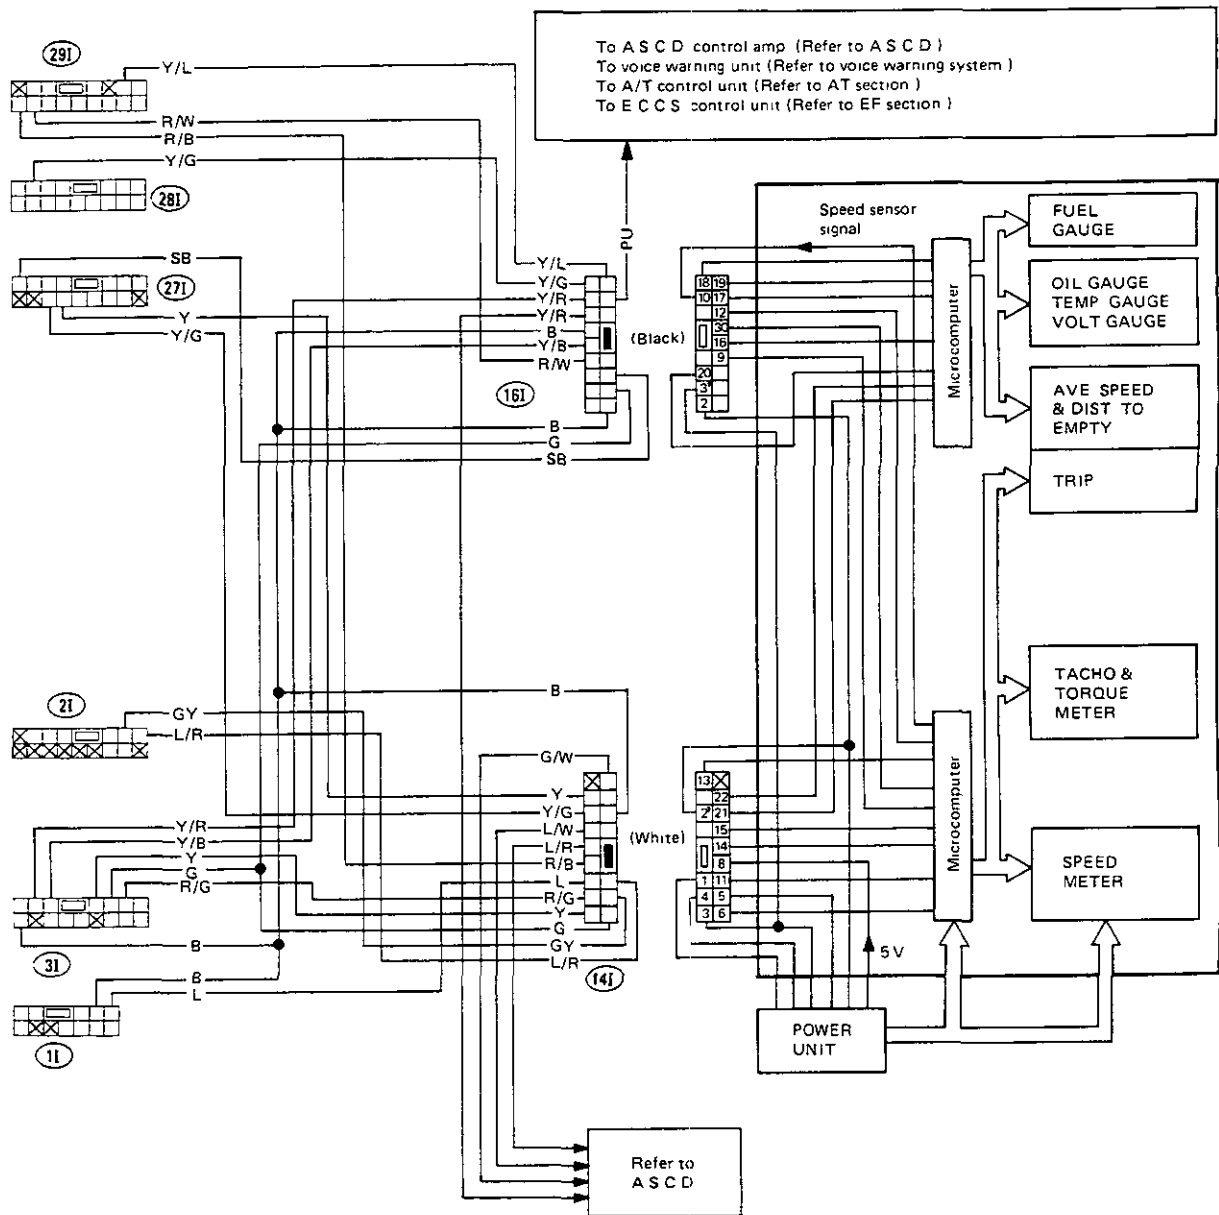 To A S C D control amp (Refer to A S C D)
To voice warning unit (Refer to voice warning system)
To A/T control unit (Refer to AT section)
To E C C S control unit (Refer to EF section)
29I
Y/L
R/W
R/B
Y/G
28I
SB
27I
Y
Y/G
PU
Y/L
Y/G
Y/R
Y/R
B
Y/B
R/W
16I
B
G
SB
(Black)
Speed sensor
signal
18 19
10 17
12
30
16
9
20
3'
2
Microcomputer
FUEL
GAUGE
OIL GAUGE
TEMP GAUGE
VOLT GAUGE
AVE SPEED
& DIST TO
EMPTY
TRIP
TACHO &
TORQUE
METER
SPEED
METER
2I
GY
L/R
B
G/W
Y
Y/G
L/W
L/R
R/B
L
R/G
Y
G
GY
L/R
14I
(White)
13
22
2' 21
15
14
8
1 11
4 5
3 6
Microcomputer
5 V
Y/R
Y/B
Y
G
R/G
3I
B
B
L
1I
POWER
UNIT
Refer to
A S C D